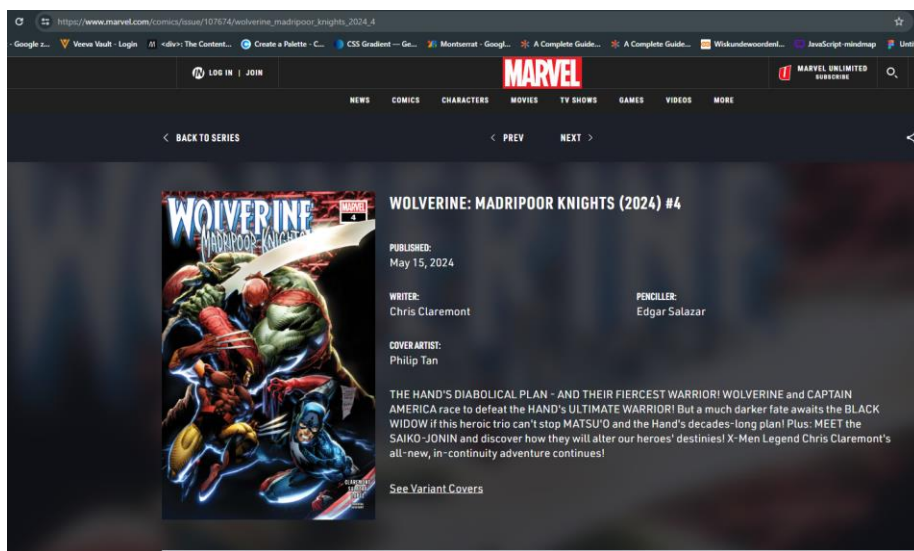 https://www.marvel.com/comics/issue/107674/wolverine_madripoor_knights_2024_4
Google z... Veeva Vault - Login <div>: The Content... Create a Palette - C... CSS Gradient — Ge... Montserrat - Googl... A Complete Guide... A Complete Guide... Wiskundewoordenl... JavaScript-mindmap Unti
LOG IN | JOIN MARVEL MARVEL UNLIMITED
SUBSCRIBE
NEWS COMICS CHARACTERS MOVIES TV SHOWS GAMES VIDEOS MORE
< BACK TO SERIES < PREV NEXT >
WOLVERINE
MADRIPOOR KNIGHTS
MARVEL
4
CLAREMONT
SALAZAR
WOLVERINE: MADRIPOOR KNIGHTS (2024) #4
PUBLISHED:
May 15, 2024
WRITER: PENCILLER:
Chris Claremont Edgar Salazar
COVER ARTIST:
Philip Tan
THE HAND'S DIABOLICAL PLAN - AND THEIR FIERCEST WARRIOR! WOLVERINE and CAPTAIN
AMERICA race to defeat the HAND's ULTIMATE WARRIOR! But a much darker fate awaits the BLACK
WIDOW if this heroic trio can't stop MATSU'O and the Hand's decades-long plan! Plus: MEET the
SAIKO-JONIN and discover how they will alter our heroes' destinies! X-Men Legend Chris Claremont's
all-new, in-continuity adventure continues!
See Variant Covers